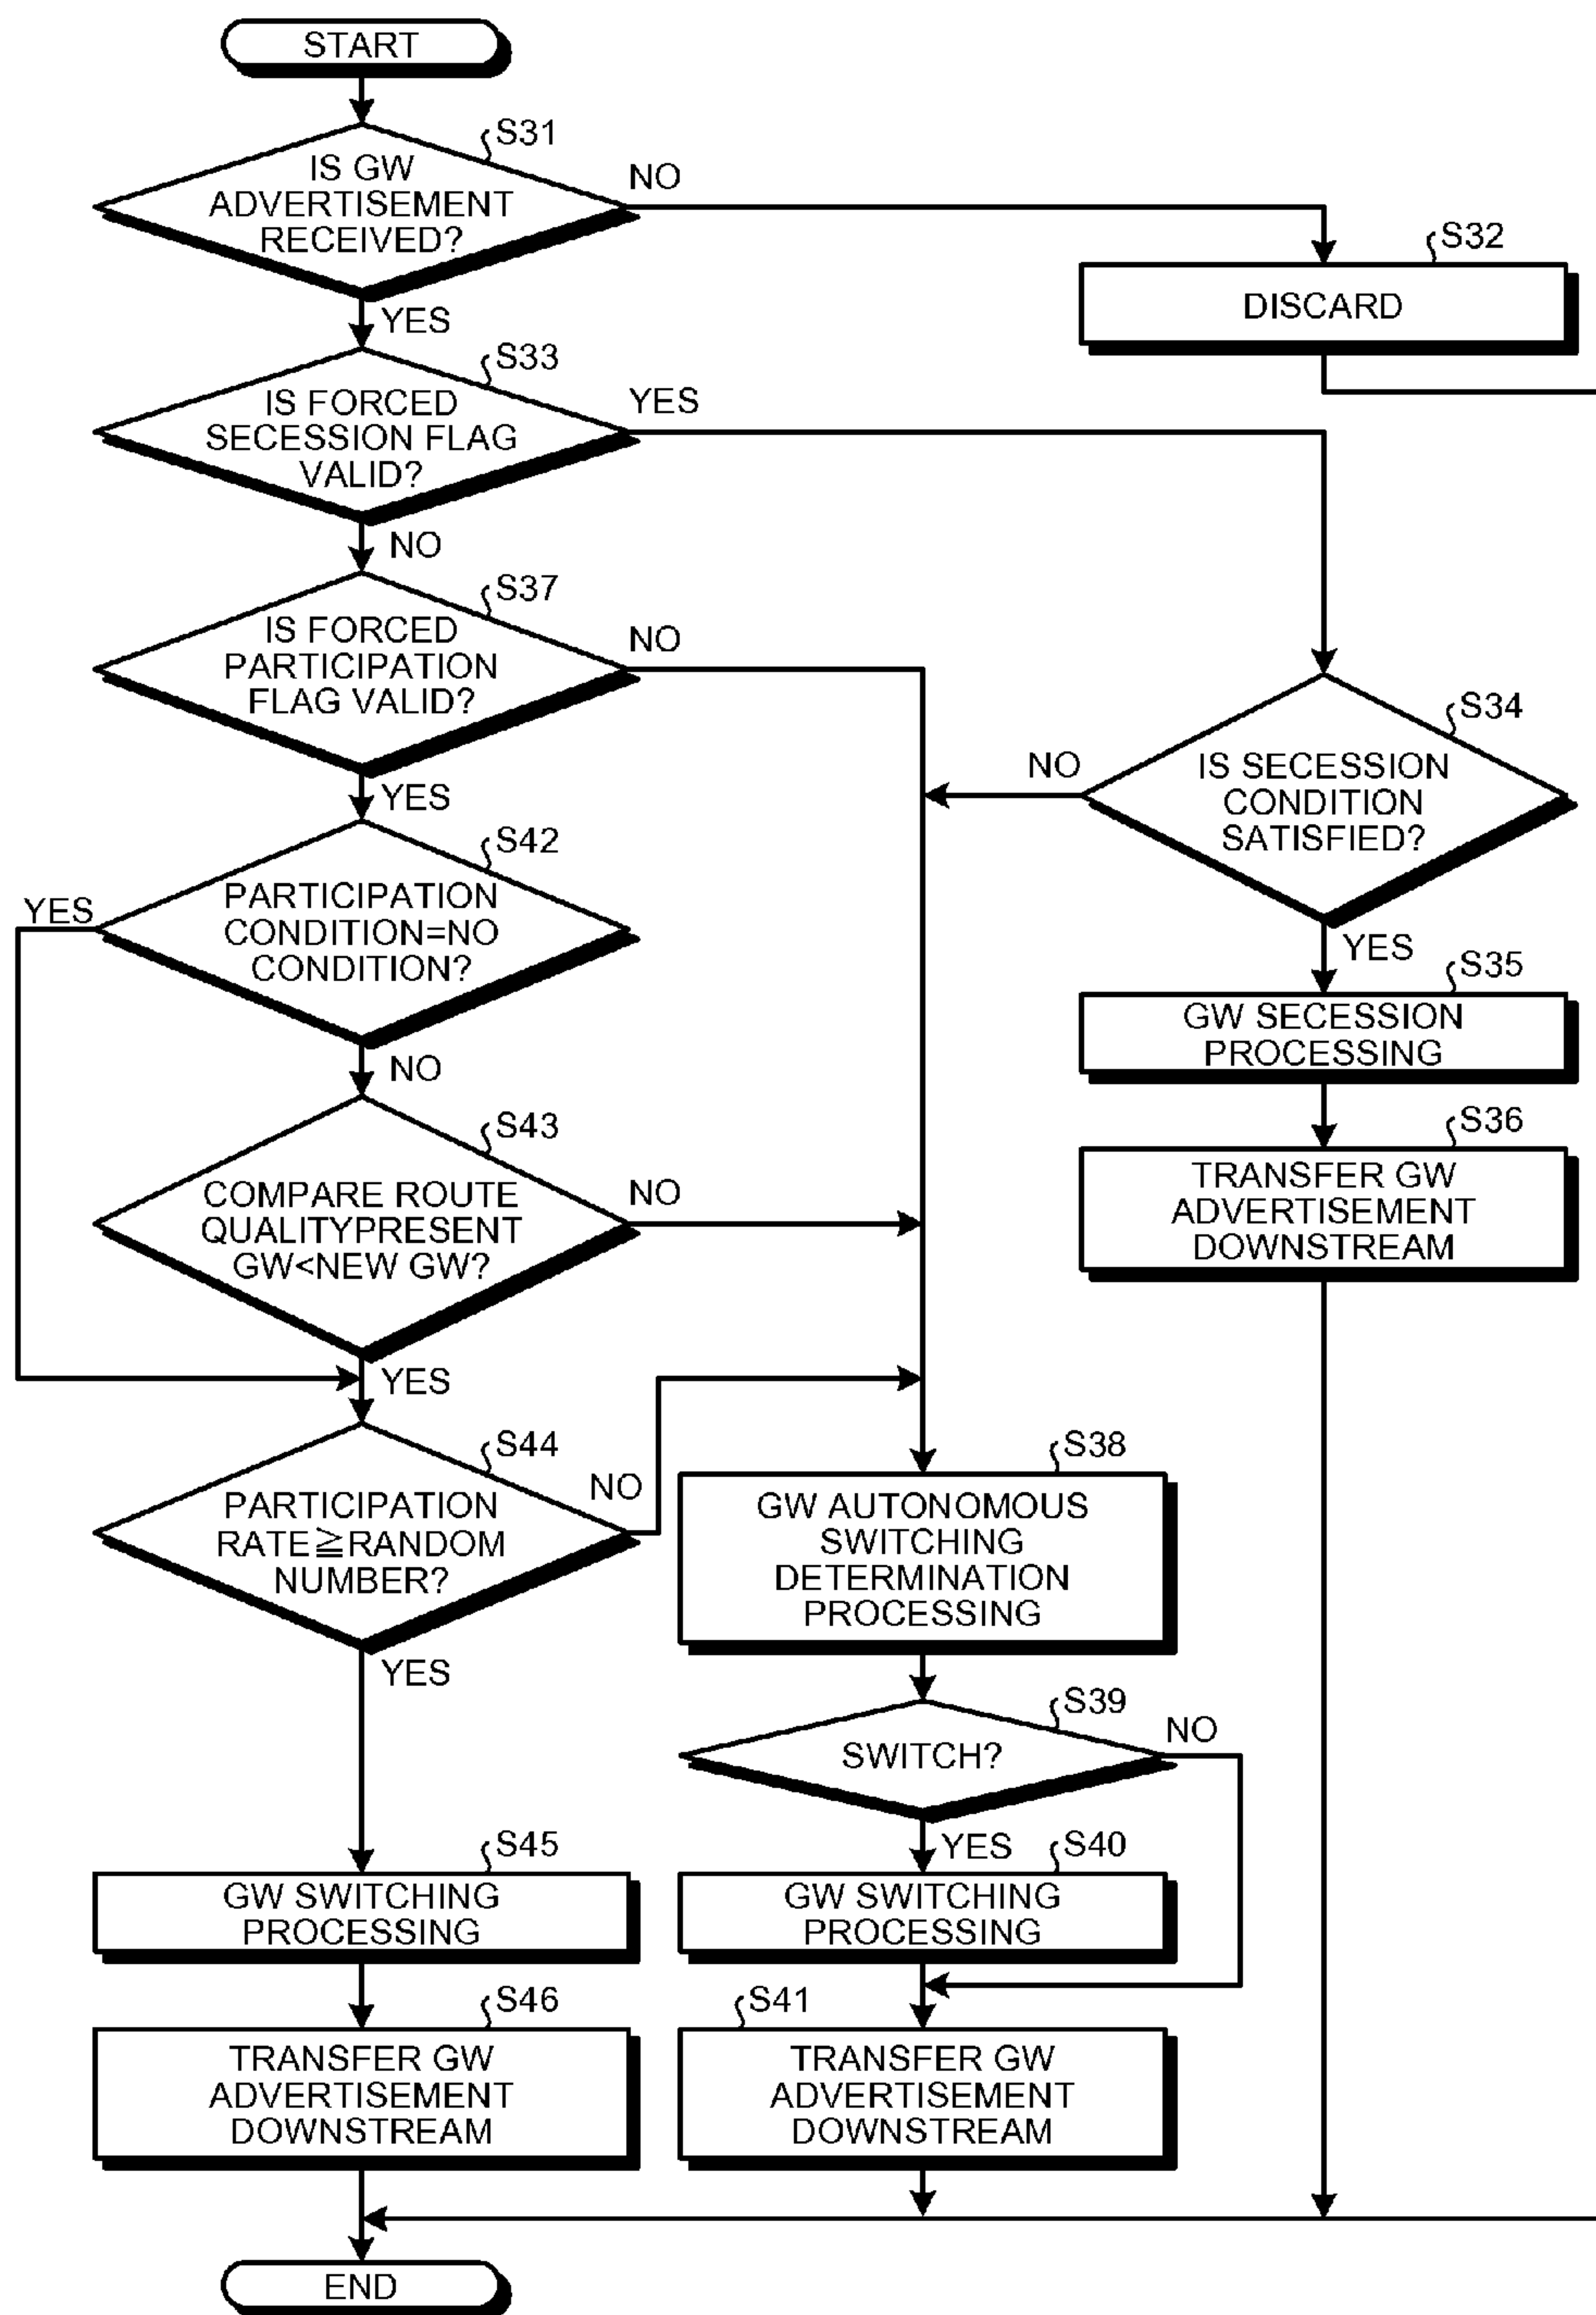 START
S31
IS GW
ADVERTISEMENT
RECEIVED?
NO
YES
S32
DISCARD
S33
IS FORCED
SECESSION FLAG
VALID?
YES
NO
S37
IS FORCED
PARTICIPATION
FLAG VALID?
NO
YES
S34
IS SECESSION
CONDITION
SATISFIED?
NO
YES
S42
PARTICIPATION
CONDITION=NO
CONDITION?
YES
NO
S35
GW SECESSION
PROCESSING
S43
COMPARE ROUTE
QUALITYPRESENT
GW<NEW GW?
NO
YES
S36
TRANSFER GW
ADVERTISEMENT
DOWNSTREAM
S44
PARTICIPATION
RATE≧RANDOM
NUMBER?
NO
YES
S38
GW AUTONOMOUS
SWITCHING
DETERMINATION
PROCESSING
S39
SWITCH?
NO
YES
S45
GW SWITCHING
PROCESSING
S40
GW SWITCHING
PROCESSING
S46
TRANSFER GW
ADVERTISEMENT
DOWNSTREAM
S41
TRANSFER GW
ADVERTISEMENT
DOWNSTREAM
END